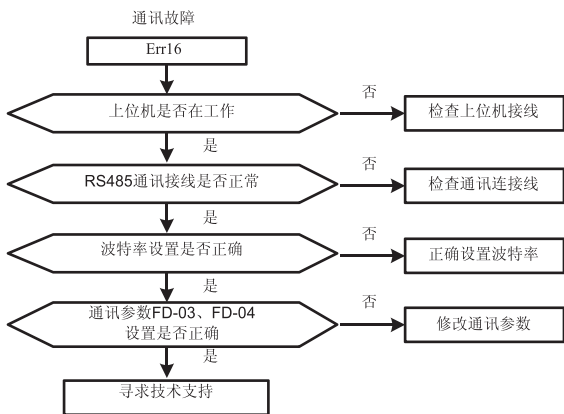 通讯故障
Err16
上位机是否在工作
否
检查上位机接线
是
RS485通讯接线是否正常
否
检查通讯连接线
是
波特率设置是否正确
否
正确设置波特率
是
通讯参数FD-03、FD-04
设置是否正确
否
修改通讯参数
是
寻求技术支持